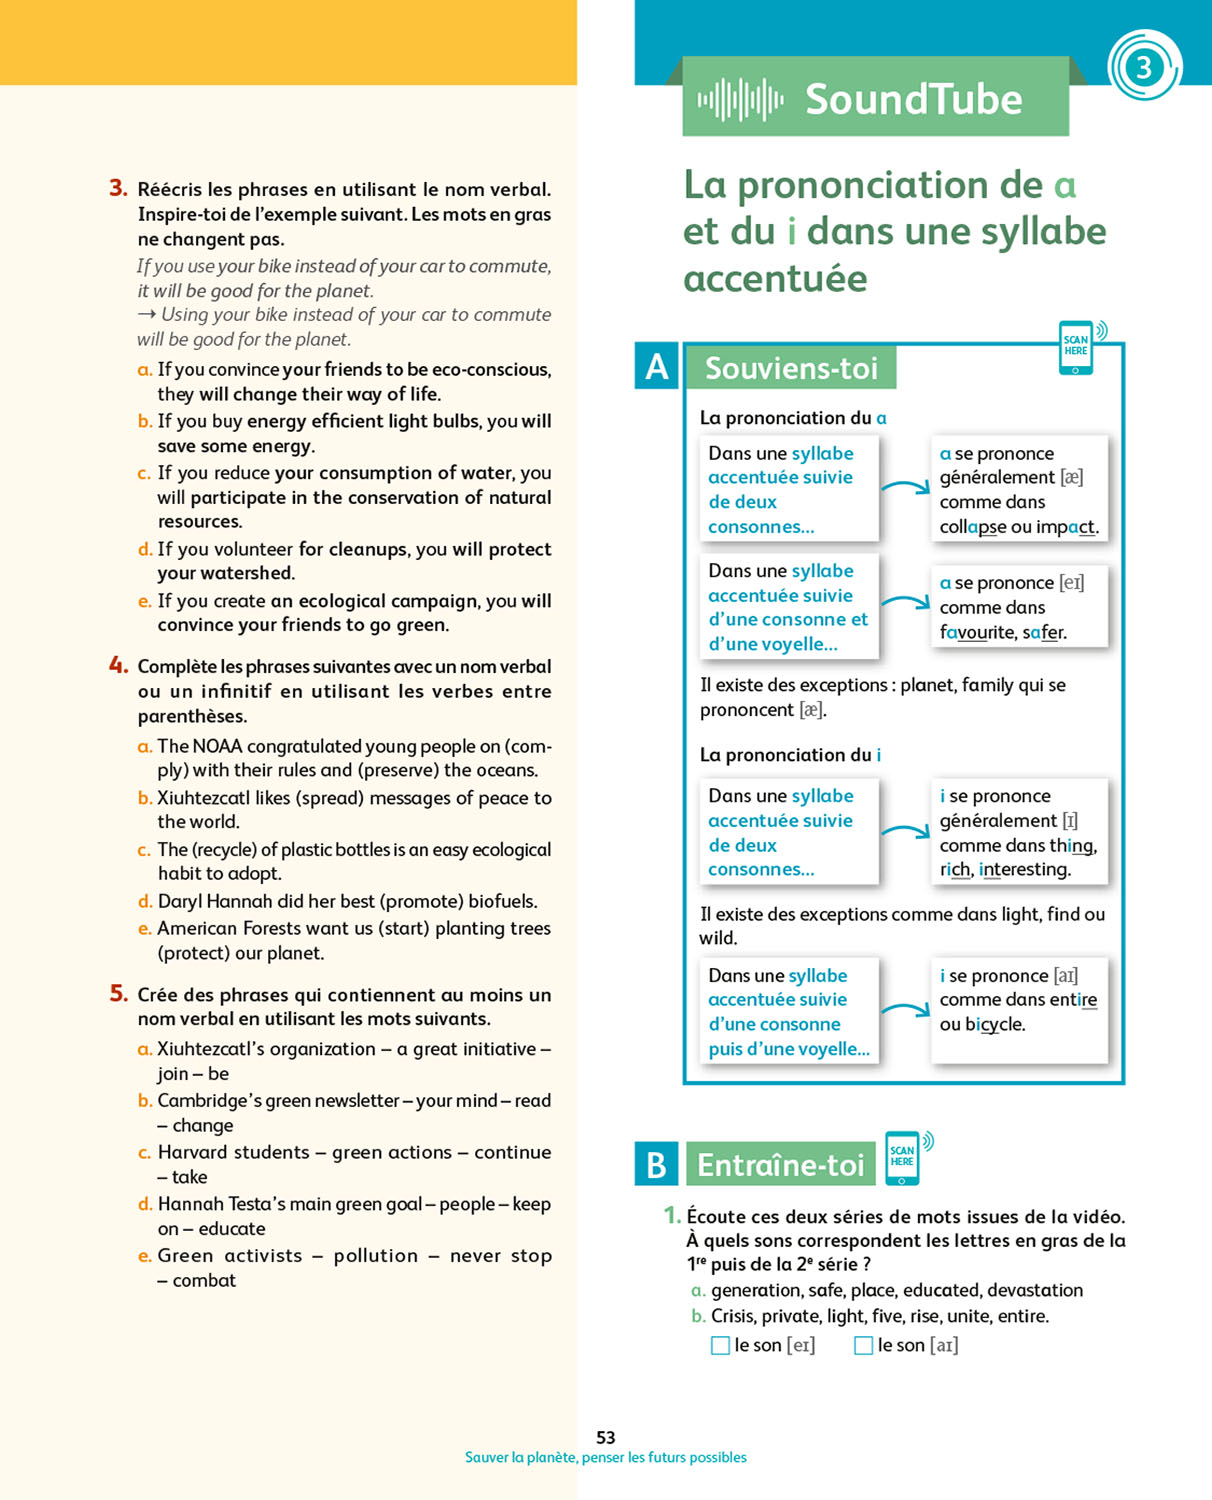 3. Réécris les phrases en utilisant le nom verbal.
Inspire-toi de l'exemple suivant. Les mots en gras
ne changent pas.
If you use your bike instead of your car to commute,
it will be good for the planet.
→ Using your bike instead of your car to commute
will be good for the planet.
a. If you convince your friends to be eco-conscious,
they will change their way of life.
b. If you buy energy efficient light bulbs, you will
save some energy.
c. If you reduce your consumption of water, you
will participate in the conservation of natural
resources.
d. If you volunteer for cleanups, you will protect
your watershed.
e. If you create an ecological campaign, you will
convince your friends to go green.
4. Complète les phrases suivantes avec un nom verbal
ou un infinitif en utilisant les verbes entre
parenthèses.
a. The NOAA congratulated young people on (com-
ply) with their rules and (preserve) the oceans.
b. Xiuhtezcatl likes (spread) messages of peace to
the world.
c. The (recycle) of plastic bottles is an easy ecological
habit to adopt.
d. Daryl Hannah did her best (promote) biofuels.
e. American Forests want us (start) planting trees
(protect) our planet.
5. Crée des phrases qui contiennent au moins un
nom verbal en utilisant les mots suivants.
a. Xiuhtezcatl's organization – a great initiative –
join – be
b. Cambridge's green newsletter – your mind – read
– change
c. Harvard students – green actions – continue
– take
d. Hannah Testa's main green goal – people – keep
on – educate
e. Green activists – pollution – never stop
– combat
3
SoundTube
La prononciation de a
et du i dans une syllabe
accentuée
SCAN
HERE
A Souviens-toi
La prononciation du a
Dans une syllabe
accentuée suivie
de deux
consonnes...
a se prononce
généralement [æ]
comme dans
collapse ou impact.
Dans une syllabe
accentuée suivie
d'une consonne et
d'une voyelle...
a se prononce [eɪ]
comme dans
favourite, safer.
Il existe des exceptions : planet, family qui se
prononcent [æ].
La prononciation du i
Dans une syllabe
accentuée suivie
de deux
consonnes...
i se prononce
généralement [ɪ]
comme dans thing,
rich, interesting.
Il existe des exceptions comme dans light, find ou
wild.
Dans une syllabe
accentuée suivie
d'une consonne
puis d'une voyelle...
i se prononce [aɪ]
comme dans entire
ou bicycle.
B Entraîne-toi
SCAN
HERE
1. Écoute ces deux séries de mots issues de la vidéo.
À quels sons correspondent les lettres en gras de la
1re puis de la 2e série ?
a. generation, safe, place, educated, devastation
b. Crisis, private, light, five, rise, unite, entire.
☐ le son [eɪ] ☐ le son [aɪ]
53
Sauver la planète, penser les futurs possibles